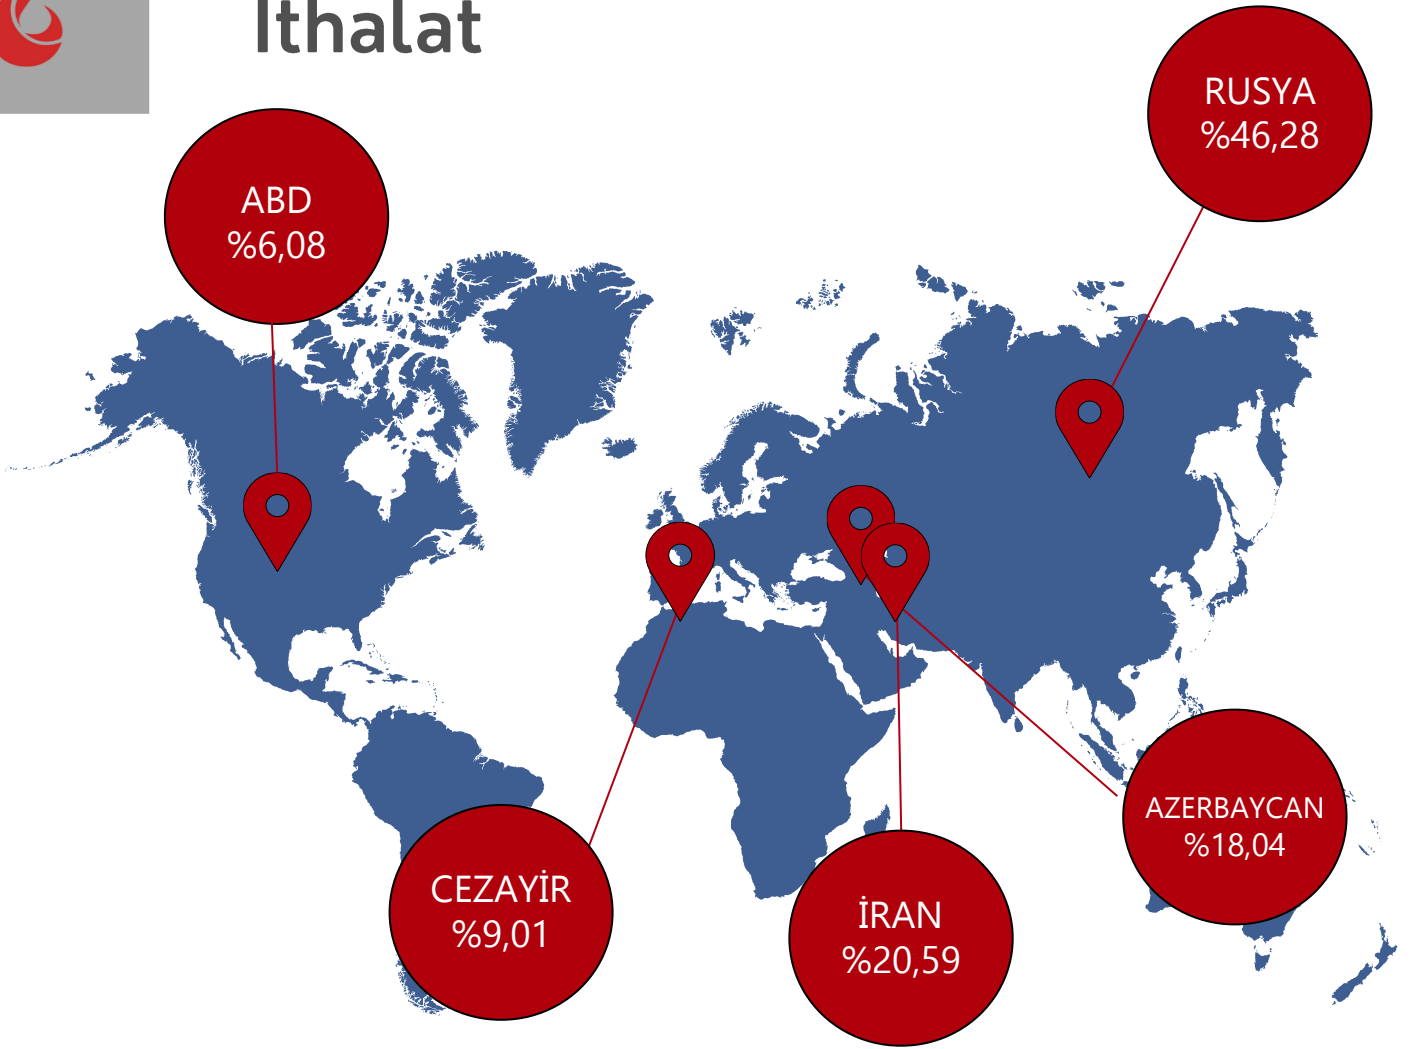 İthalat
RUSYA
%46,28
ABD
%6,08
AZERBAYCAN
%18,04
CEZAYİR
%9,01
İRAN
%20,59